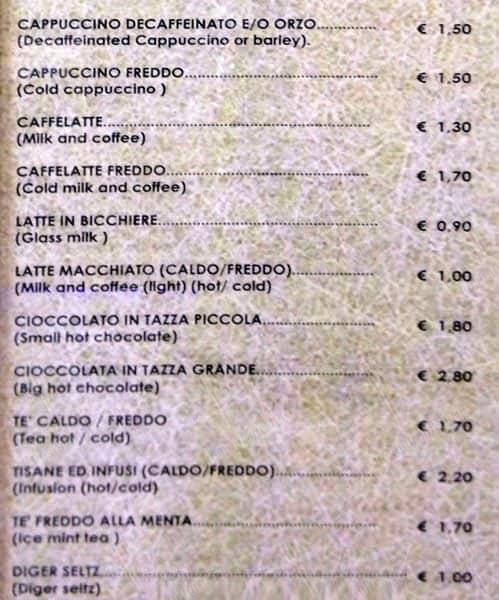 CAPPUCCINO DECAFFEINATO E/O ORZO................ € 1,50
(Decaffeinated Cappuccino or barley).
CAPPUCCINO FREDDO................ € 1,50
(Cold cappuccino )
CAFFELATTE................ € 1,30
(Milk and coffee)
CAFFELATTE FREDDO................ € 1,70
(Cold milk and coffee)
LATTE IN BICCHIERE................ € 0,90
(Glass milk )
LATTE MACCHIATO (CALDO/FREDDO)................ € 1,00
(Milk and coffee (light) (hot/ cold)
CIOCCOLATO IN TAZZA PICCOLA................ € 1,80
(Small hot chocolate)
CIOCCOLATA IN TAZZA GRANDE................ € 2,80
(Big hot chocolate)
TE' CALDO / FREDDO € 1,70
(Tea hot / cold)
TISANE ED INFUSI (CALDO/FREDDO)................ € 2,20
(Infusion (hot/cold)
TE' FREDDO ALLA MENTA................ € 1,70
(Ice mint tea )
DIGER SELTZ................ € 1,00
(Diger seltz)